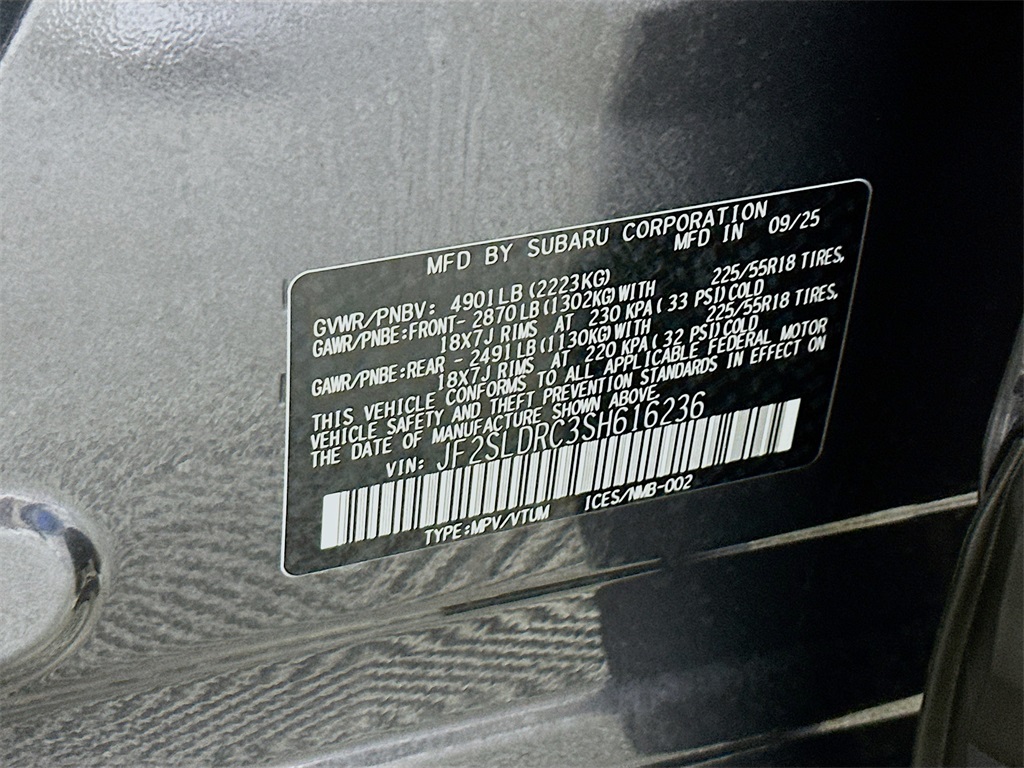 MFD BY SUBARU CORPORATION
MFD IN 09/25
GVWR/PNBV: 4901LB(2223KG)
GAWR/PNBE:FRONT- 2870LB(1302KG)WITH 225/55R18 TIRES,
18X7J RIMS AT 230 KPA( 33 PSI)COLD
GAWR/PNBE:REAR - 2491LB(1130KG)WITH 225/55R18 TIRES,
18X7J RIMS AT 220 KPA( 32 PSI)COLD
THIS VEHICLE CONFORMS TO ALL APPLICABLE FEDERAL MOTOR
VEHICLE SAFETY AND THEFT PREVENTION STANDARDS IN EFFECT ON
THE DATE OF MANUFACTURE SHOWN ABOVE.
VIN: JF2SLDRC3SH616236
TYPE:MPV/VTUM ICES/NMB-002